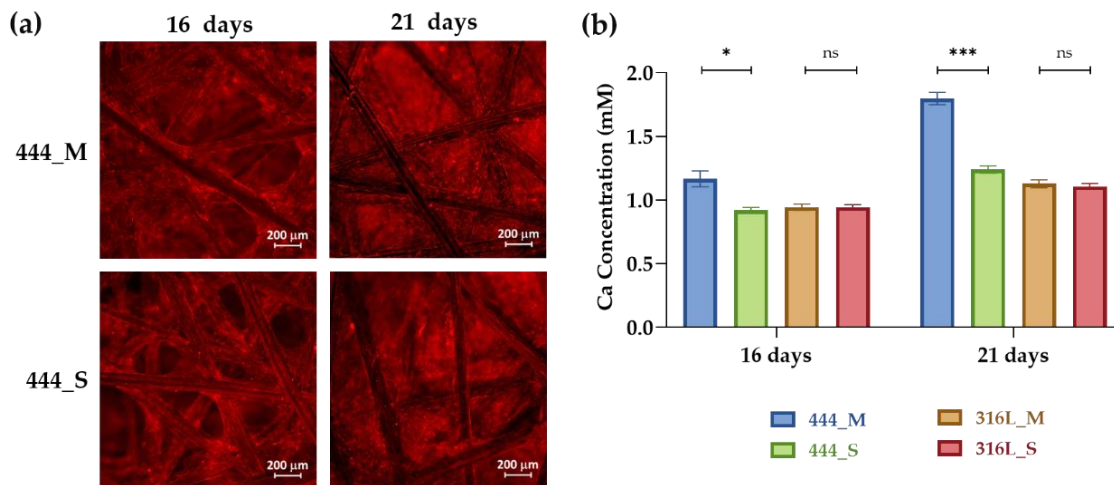 (a)
16 days
21 days
444_M
200 μm
200 μm
444_S
200 μm
200 μm
(b)
* ns *** ns
Ca Concentration (mM)
2.0
1.5
1.0
0.5
0.0
16 days
21 days
444_M
316L_M
444_S
316L_S